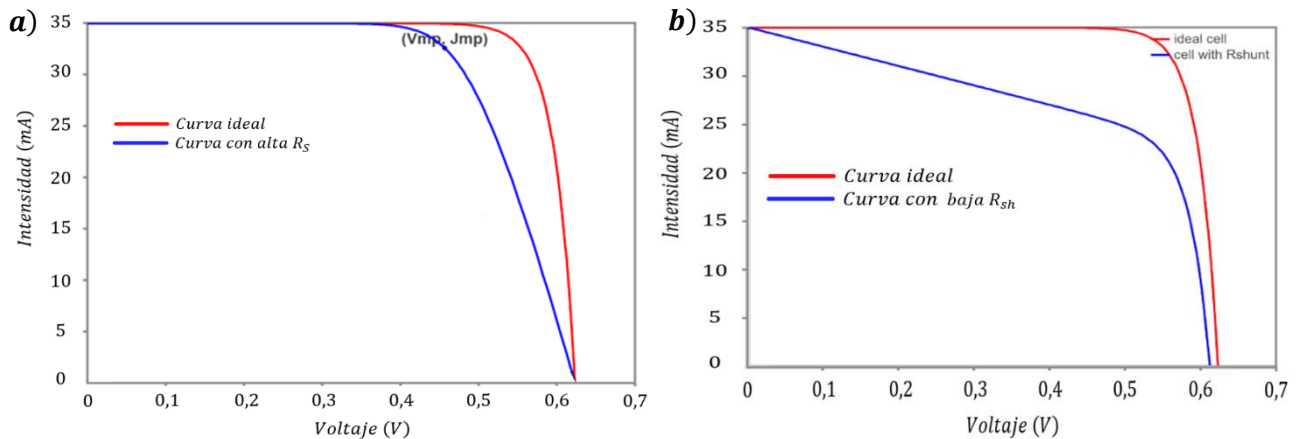 a)
35
30
25
20
15
10
5
0
Intensidad (mA)
(Vmp, Jmp)
Curva ideal
Curva con alta R_S
0 0,1 0,2 0,3 0,4 0,5 0,6 0,7
Voltaje (V)
b)
35
30
25
20
15
10
5
0
Intensidad (mA)
ideal cell
cell with Rshunt
Curva ideal
Curva con baja R_sh
0 0,1 0,2 0,3 0,4 0,5 0,6 0,7
Voltaje (V)